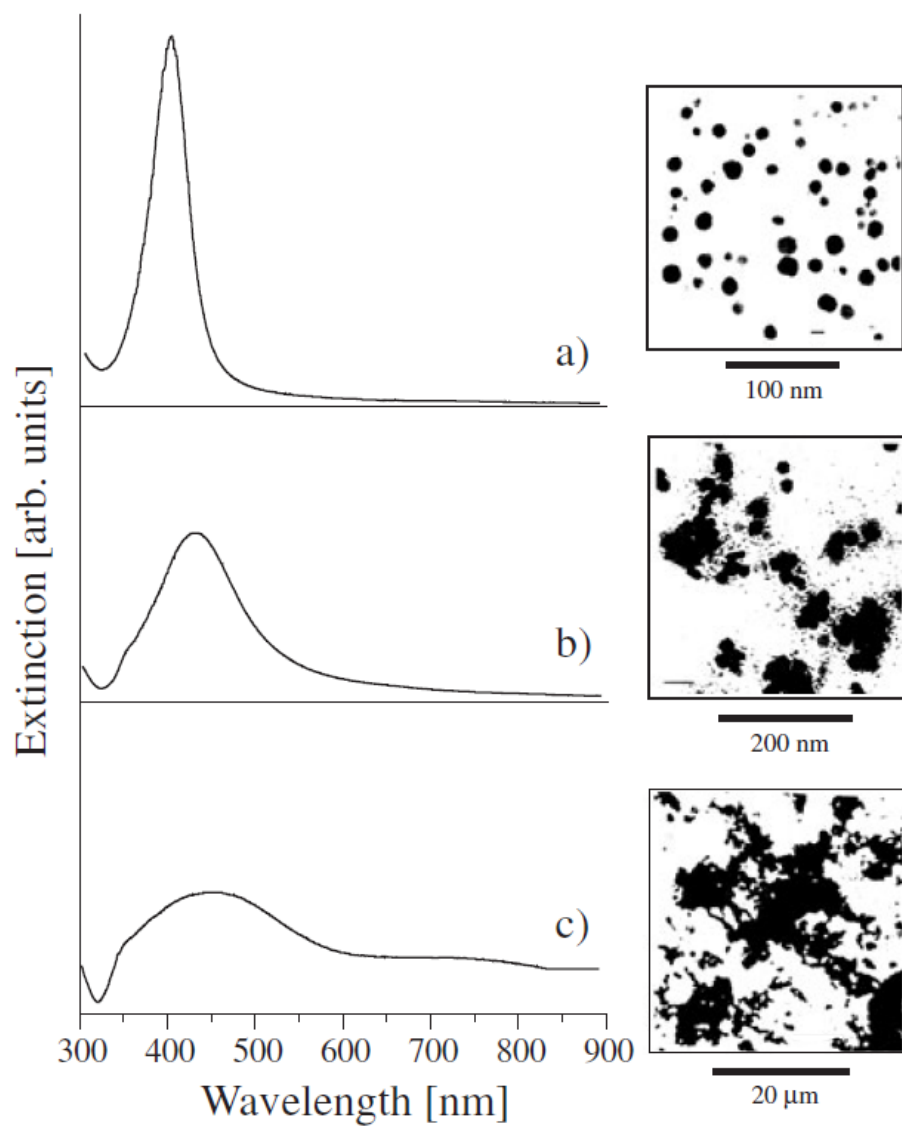 Extinction [arb. units]
a)
100 nm
b)
200 nm
c)
20 μm
300 400 500 600 700 800 900
Wavelength [nm]